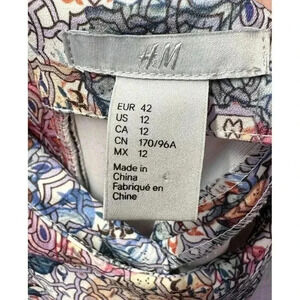 H&M
EUR 42
US 12
CA 12
CN 170/96A
MX 12
Made in
China
Fabriqué en
Chine